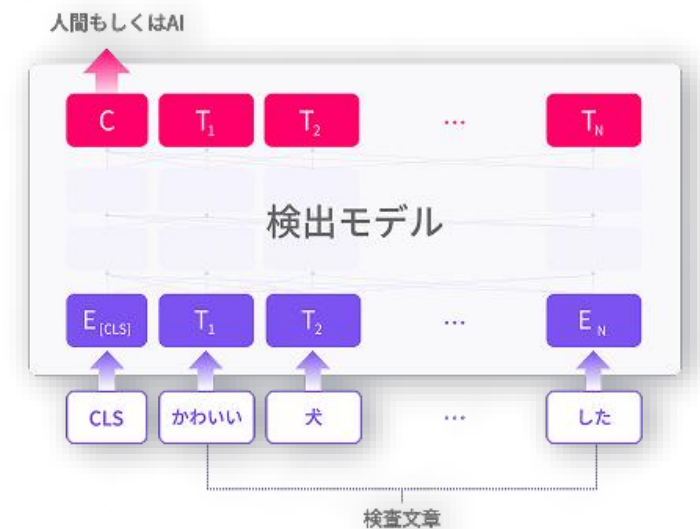 人間もしくはAI
C T1 T2 … TN
検出モデル
E[CLS] T1 T2 … EN
CLS かわいい 犬 … した
検査文章